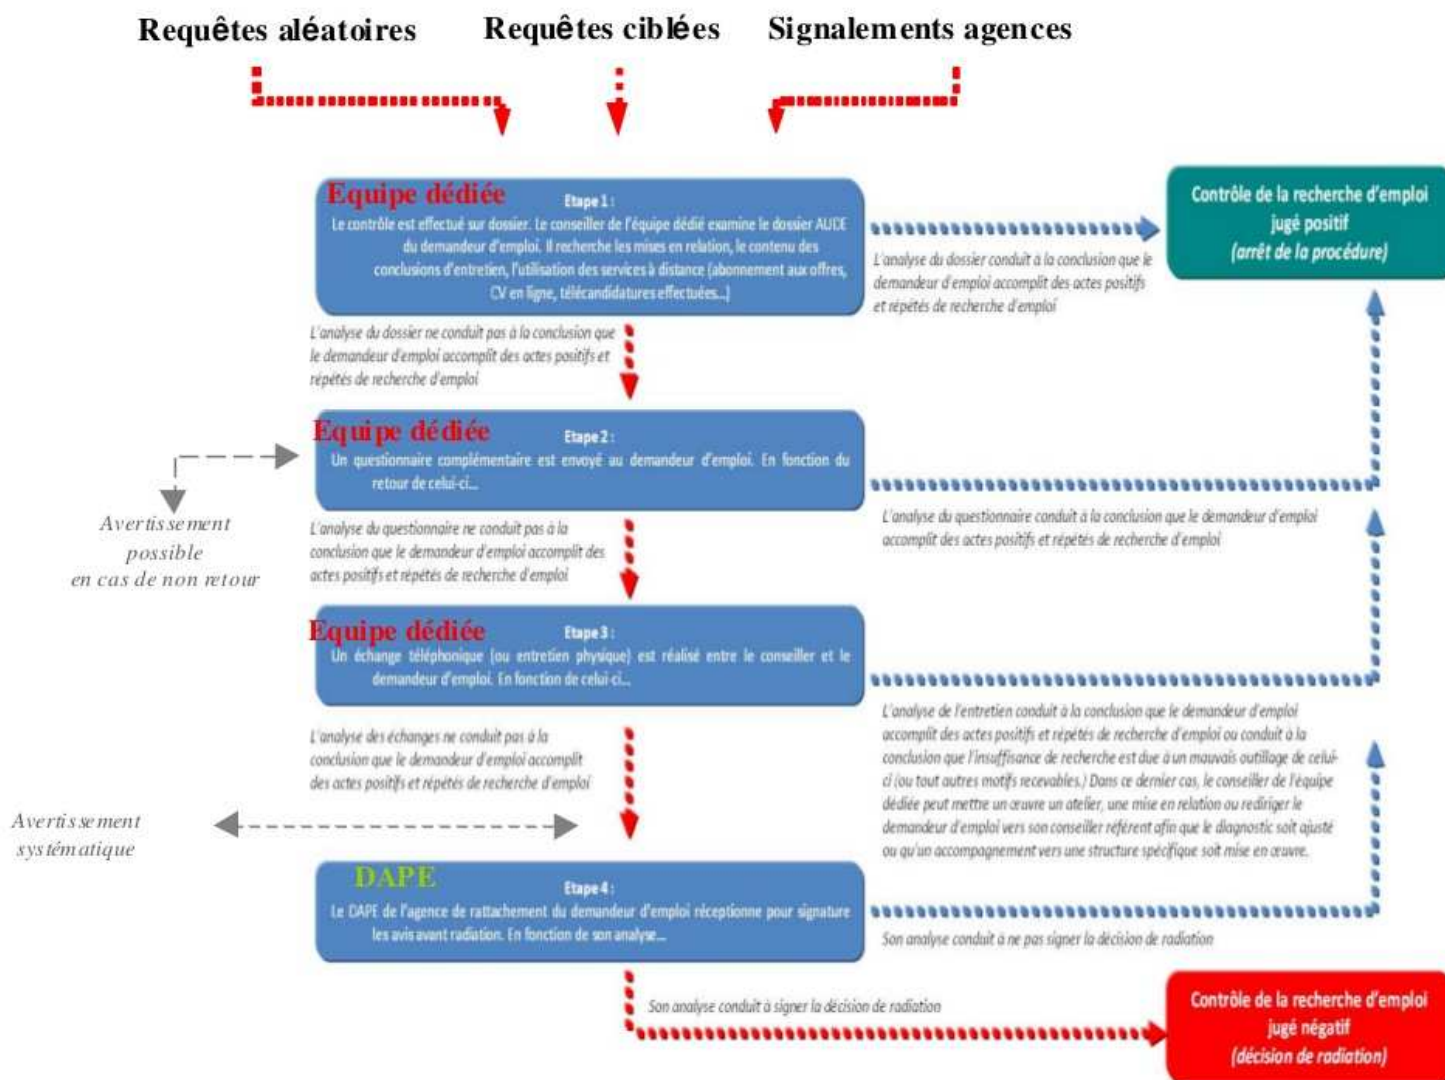 Requêtes aléatoires
Requêtes ciblées
Signalements agences
Equipe dédiée
Etape 1 :
Le contrôle est effectué sur dossier. Le conseiller de l'équipe dédié examine le dossier AUDE
du demandeur d'emploi. Il recherche les mises en relation, le contenu des
conclusions d'entretien, l'utilisation des services à distance (abonnement aux offres,
CV en ligne, télécandidatures effectuées...)
Contrôle de la recherche d'emploi
jugé positif
(arrêt de la procédure)
L'analyse du dossier conduit à la conclusion que le
demandeur d'emploi accomplit des actes positifs
et répétés de recherche d'emploi
L'analyse du dossier ne conduit pas à la conclusion que
le demandeur d'emploi accomplit des actes positifs et
répétés de recherche d'emploi
Equipe dédiée
Etape 2 :
Un questionnaire complémentaire est envoyé au demandeur d'emploi. En fonction du
retour de celui-ci...
Avertissement
possible
en cas de non retour
L'analyse du questionnaire conduit à la conclusion que le demandeur d'emploi
accomplit des actes positifs et répétés de recherche d'emploi
L'analyse du questionnaire ne conduit pas à la
conclusion que le demandeur d'emploi accomplit des
actes positifs et répétés de recherche d'emploi
Equipe dédiée
Etape 3 :
Un échange téléphonique (ou entretien physique) est réalisé entre le conseiller et le
demandeur d'emploi. En fonction de celui-ci...
L'analyse de l'entretien conduit à la conclusion que le demandeur d'emploi
accomplit des actes positifs et répétés de recherche d'emploi ou conduit à la
conclusion que l'insuffisance de recherche est due à un mauvais outillage de celui-
ci (ou tout autres motifs recevables.) Dans ce dernier cas, le conseiller de l'équipe
dédiée peut mettre un œuvre un atelier, une mise en relation ou rediriger le
demandeur d'emploi vers son conseiller référent afin que le diagnostic soit ajusté
ou qu'un accompagnement vers une structure spécifique soit mise en œuvre.
L'analyse des échanges ne conduit pas à la
conclusion que le demandeur d'emploi accomplit
des actes positifs et répétés de recherche d'emploi
Avertissement
systématique
DAPE
Etape 4 :
Le DAPE de l'agence de rattachement du demandeur d'emploi réceptionne pour signature
les avis avant radiation. En fonction de son analyse...
Son analyse conduit à ne pas signer la décision de radiation
Son analyse conduit à signer la décision de radiation
Contrôle de la recherche d'emploi
jugé négatif
(décision de radiation)